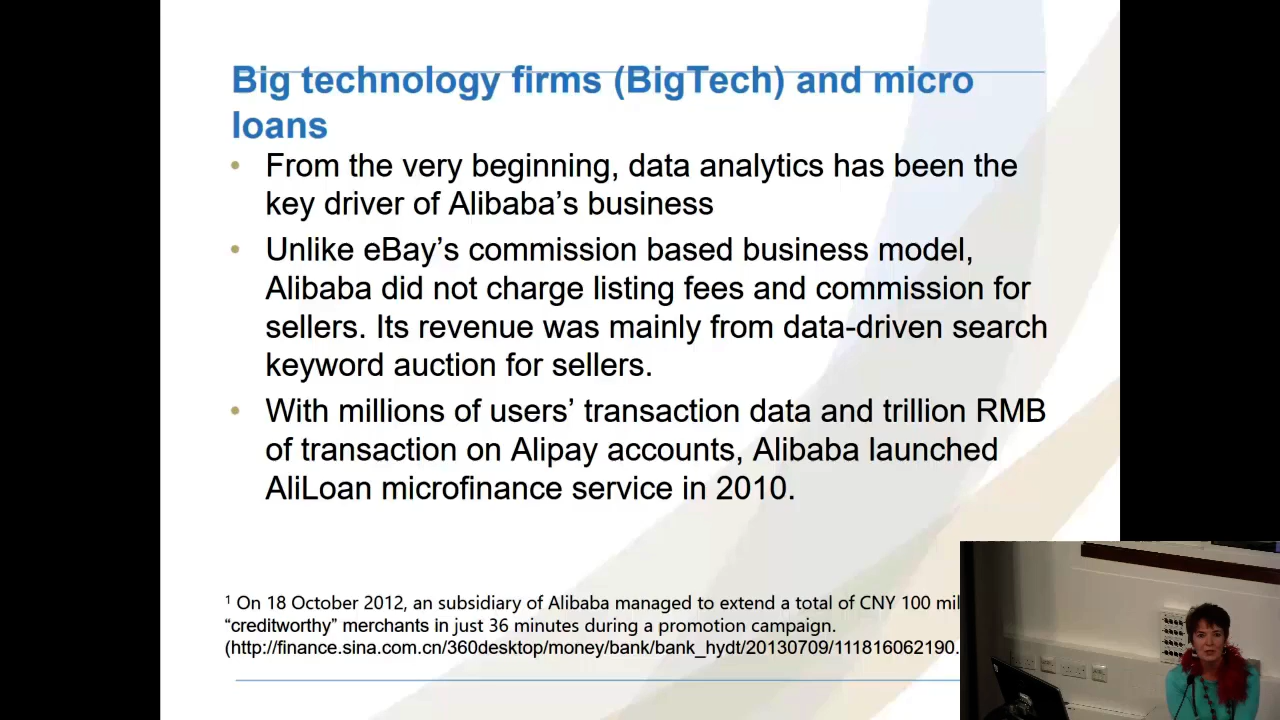 Big technology firms (BigTech) and micro
loans
• From the very beginning, data analytics has been the
key driver of Alibaba’s business
• Unlike eBay’s commission based business model,
Alibaba did not charge listing fees and commission for
sellers. Its revenue was mainly from data-driven search
keyword auction for sellers.
• With millions of users’ transaction data and trillion RMB
of transaction on Alipay accounts, Alibaba launched
AliLoan microfinance service in 2010.
¹ On 18 October 2012, an subsidiary of Alibaba managed to extend a total of CNY 100 mil
“creditworthy” merchants in just 36 minutes during a promotion campaign.
(http://finance.sina.com.cn/360desktop/money/bank/bank_hydt/20130709/111816062190.